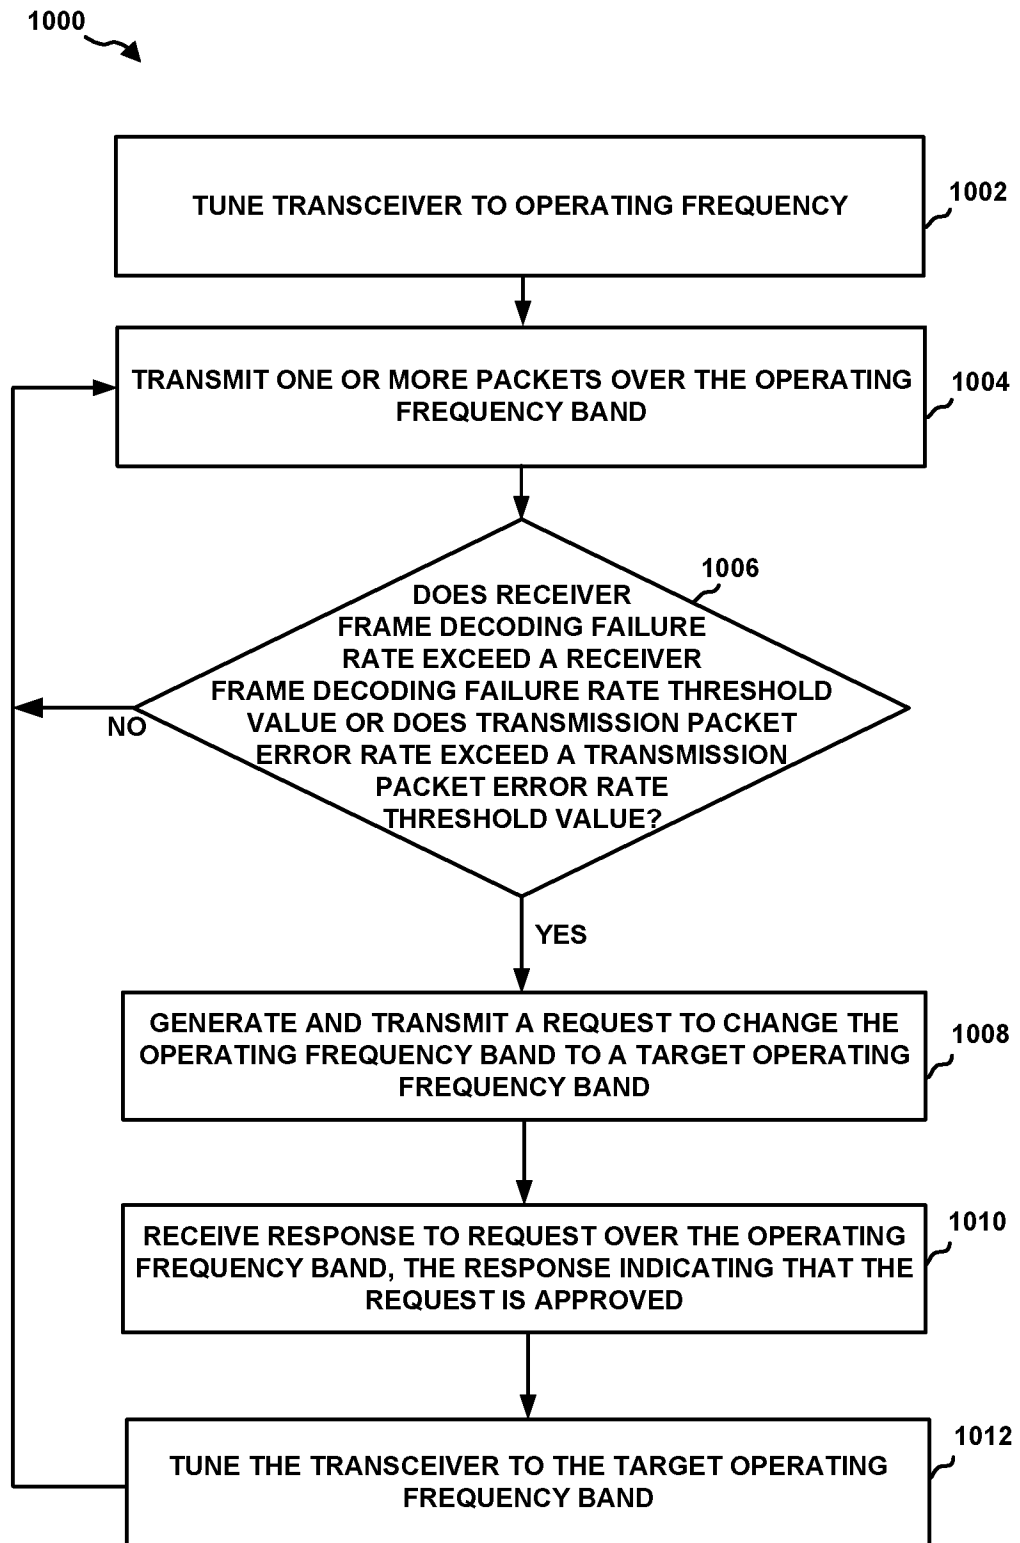 1000
TUNE TRANSCEIVER TO OPERATING FREQUENCY
1002
TRANSMIT ONE OR MORE PACKETS OVER THE OPERATING
FREQUENCY BAND
1004
1006
DOES RECEIVER
FRAME DECODING FAILURE
RATE EXCEED A RECEIVER
FRAME DECODING FAILURE RATE THRESHOLD
VALUE OR DOES TRANSMISSION PACKET
ERROR RATE EXCEED A TRANSMISSION
PACKET ERROR RATE
THRESHOLD VALUE?
NO
YES
GENERATE AND TRANSMIT A REQUEST TO CHANGE THE
OPERATING FREQUENCY BAND TO A TARGET OPERATING
FREQUENCY BAND
1008
RECEIVE RESPONSE TO REQUEST OVER THE OPERATING
FREQUENCY BAND, THE RESPONSE INDICATING THAT THE
REQUEST IS APPROVED
1010
TUNE THE TRANSCEIVER TO THE TARGET OPERATING
FREQUENCY BAND
1012